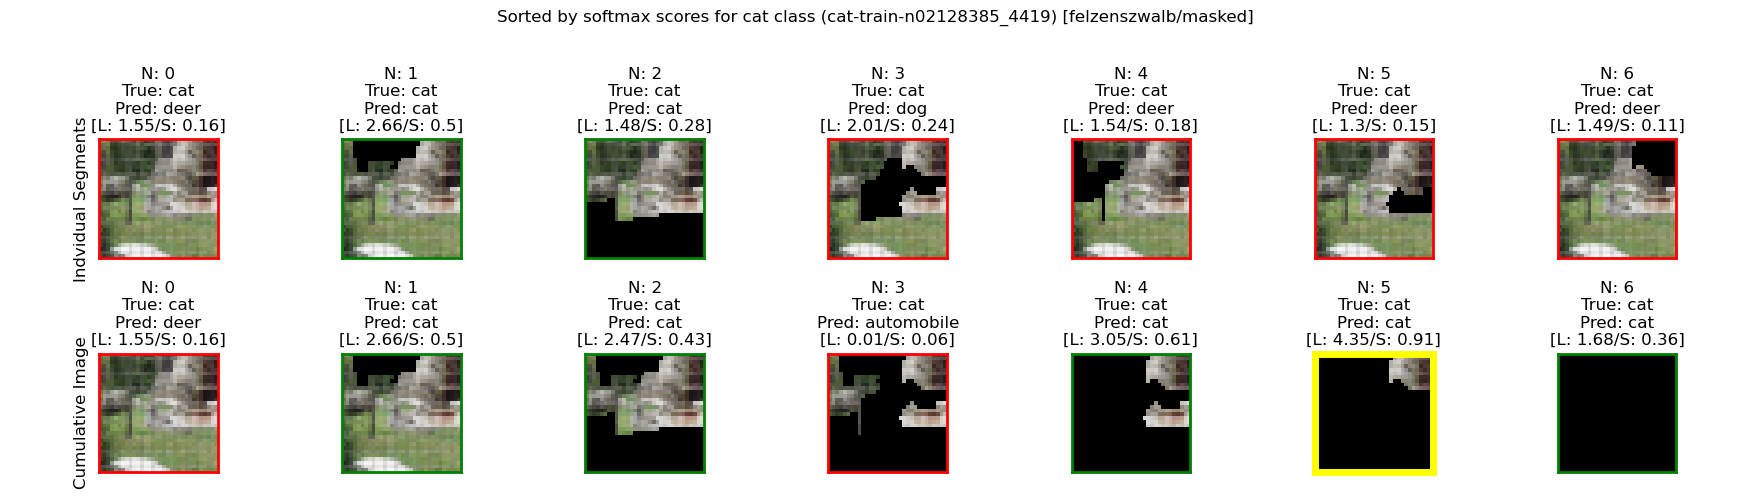 Sorted by softmax scores for cat class (cat-train-n02128385_4419) [felzenszwalb/masked]
Indvidual Segments
N: 0
True: cat
Pred: deer
[L: 1.55/S: 0.16]
N: 1
True: cat
Pred: cat
[L: 2.66/S: 0.5]
N: 2
True: cat
Pred: cat
[L: 1.48/S: 0.28]
N: 3
True: cat
Pred: dog
[L: 2.01/S: 0.24]
N: 4
True: cat
Pred: deer
[L: 1.54/S: 0.18]
N: 5
True: cat
Pred: deer
[L: 1.3/S: 0.15]
N: 6
True: cat
Pred: deer
[L: 1.49/S: 0.11]
Cumulative Image
N: 0
True: cat
Pred: deer
[L: 1.55/S: 0.16]
N: 1
True: cat
Pred: cat
[L: 2.66/S: 0.5]
N: 2
True: cat
Pred: cat
[L: 2.47/S: 0.43]
N: 3
True: cat
Pred: automobile
[L: 0.01/S: 0.06]
N: 4
True: cat
Pred: cat
[L: 3.05/S: 0.61]
N: 5
True: cat
Pred: cat
[L: 4.35/S: 0.91]
N: 6
True: cat
Pred: cat
[L: 1.68/S: 0.36]